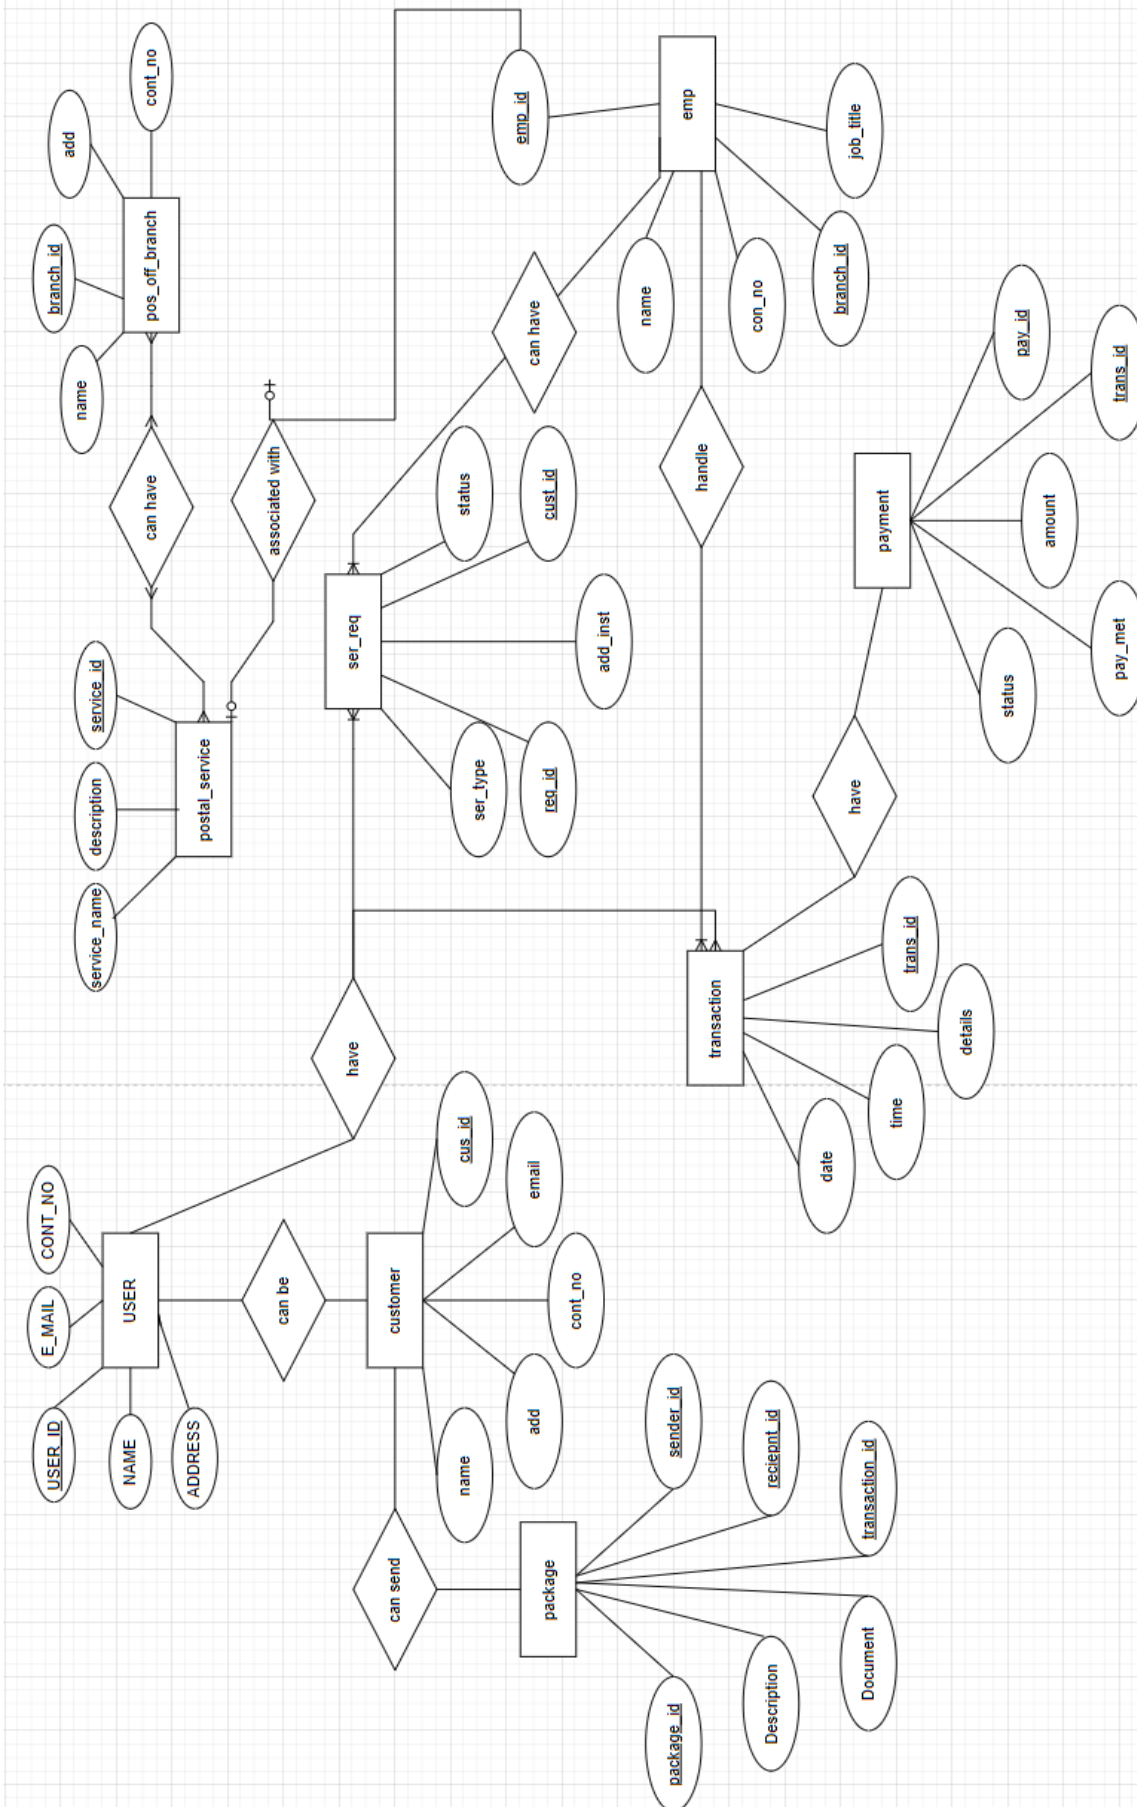 USER_ID
E_MAIL
CONT_NO
NAME
ADDRESS
USER
can be
customer
name
add
cont_no
email
cus_id
can send
package
package_id
Description
Document
transaction_id
reciepnt_id
sender_id
have
service_name
description
service_id
postal_service
can have
name
branch_id
add
cont_no
pos_off_branch
associated with
ser_req
ser_type
req_id
add_inst
cust_id
status
can have
emp_id
emp
name
con_no
branch_id
job_title
handle
transaction
date
time
details
trans_id
have
payment
status
pay_met
amount
trans_id
pay_id